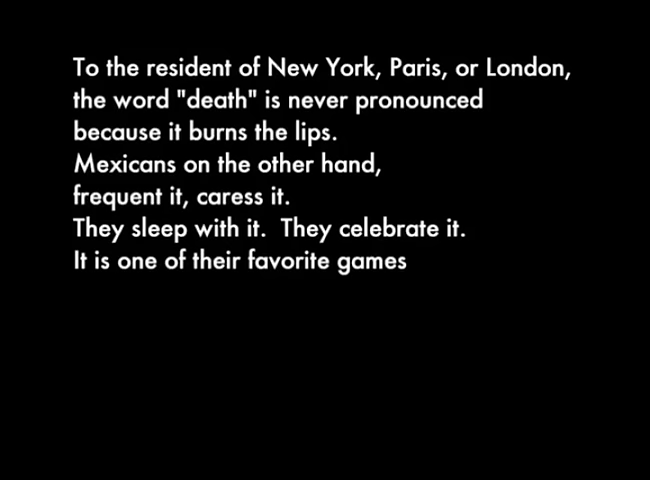 To the resident of New York, Paris, or London,
the word "death" is never pronounced
because it burns the lips.
Mexicans on the other hand,
frequent it, caress it.
They sleep with it.  They celebrate it.
It is one of their favorite games